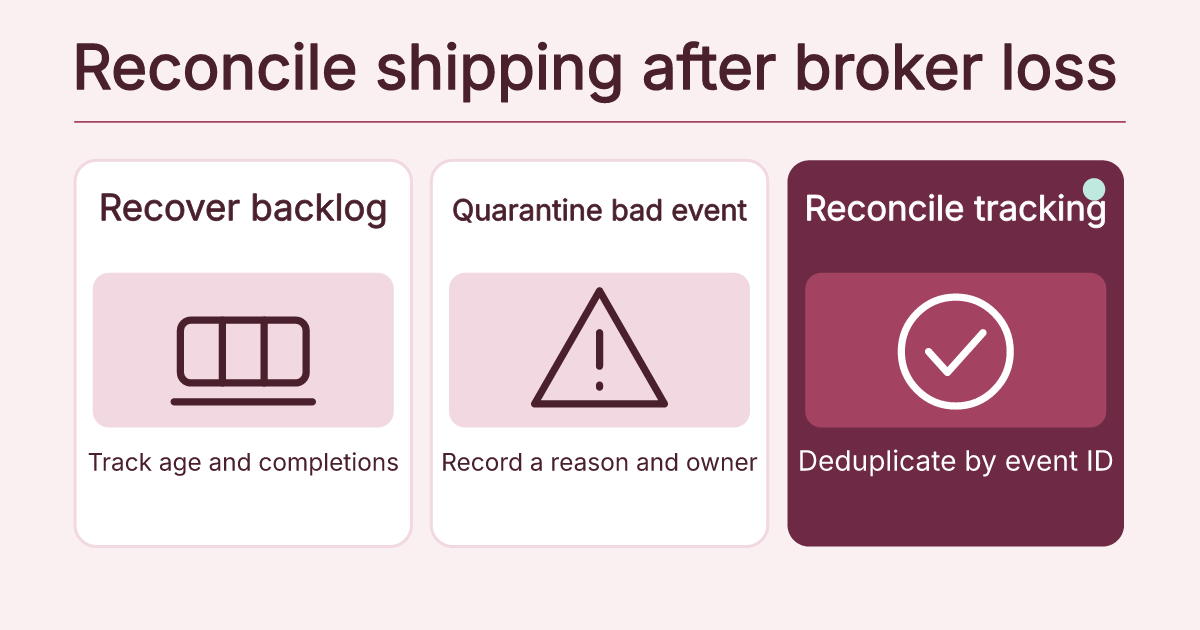 Reconcile shipping after broker loss
Recover backlog
Quarantine bad event
Reconcile tracking
Track age and completions
Record a reason and owner
Deduplicate by event ID